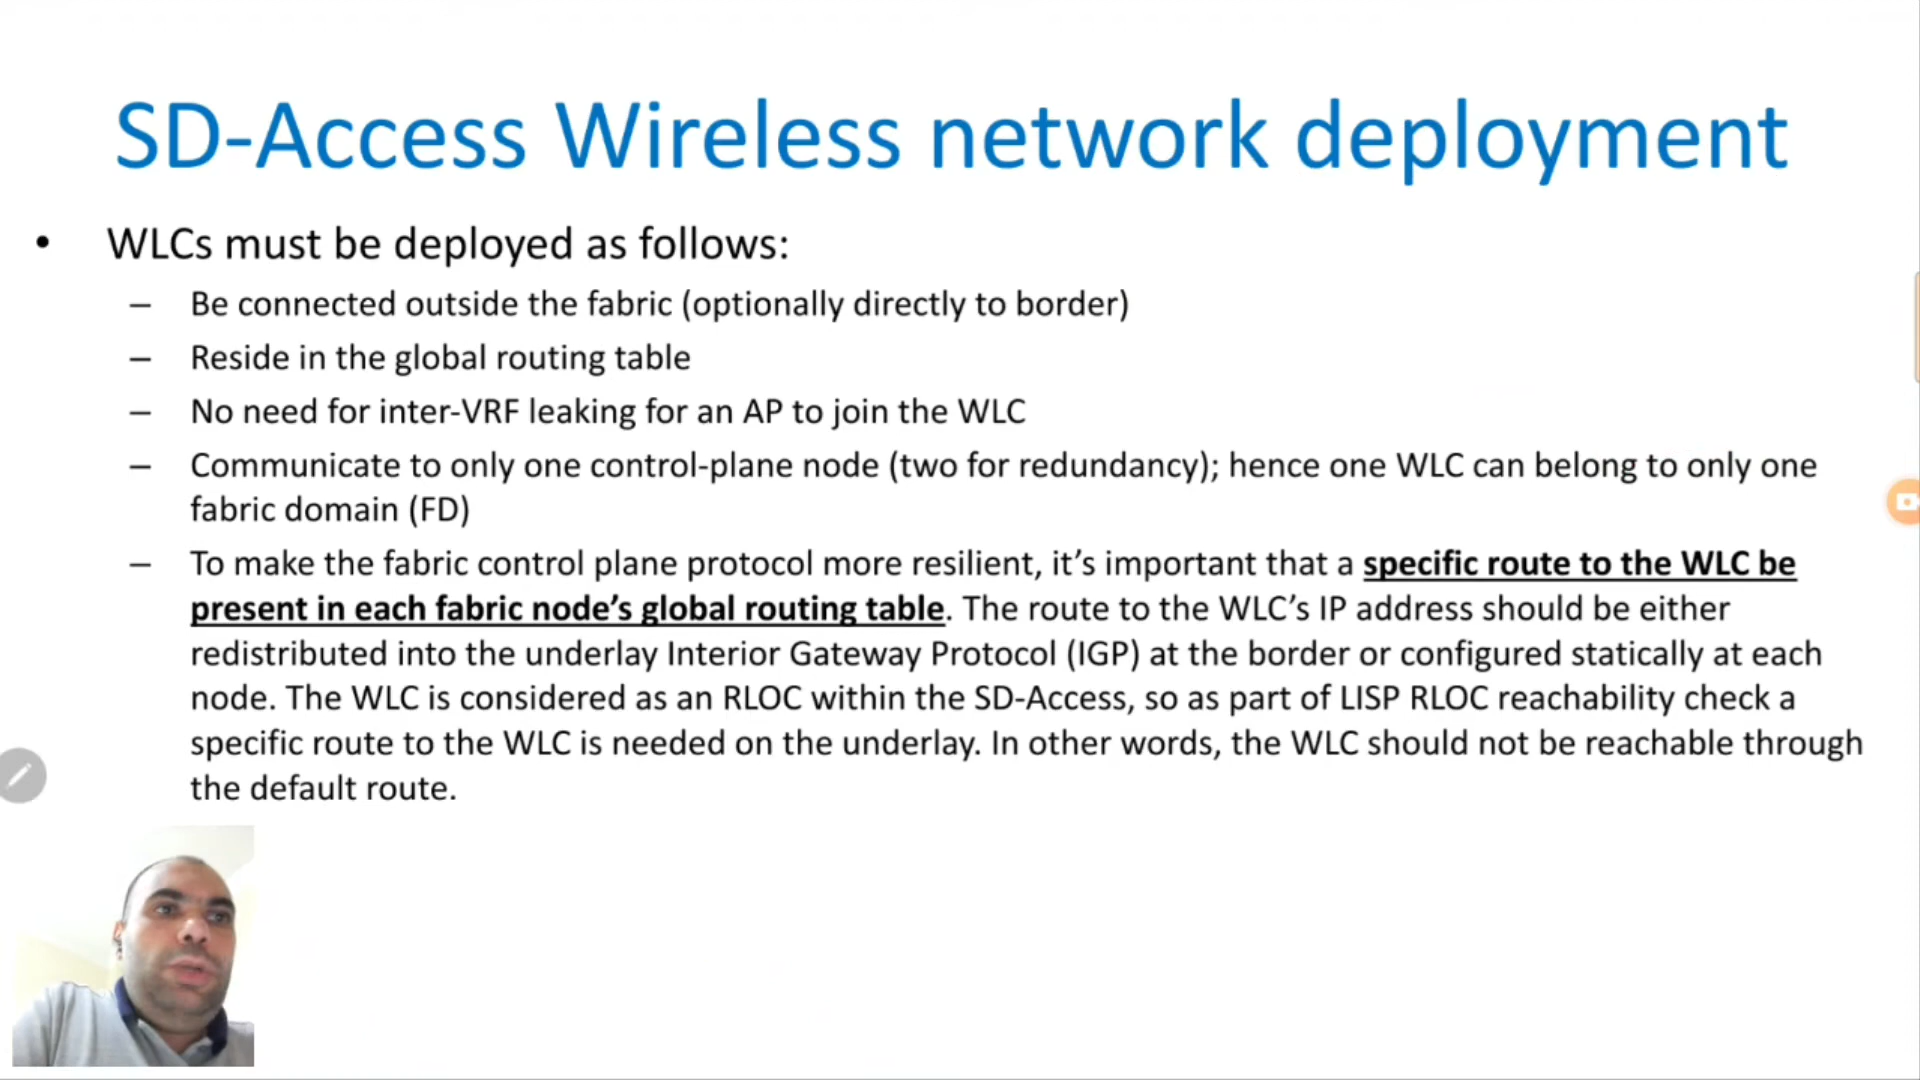 SD-Access Wireless network deployment
• WLCs must be deployed as follows:
– Be connected outside the fabric (optionally directly to border)
– Reside in the global routing table
– No need for inter-VRF leaking for an AP to join the WLC
– Communicate to only one control-plane node (two for redundancy); hence one WLC can belong to only one
fabric domain (FD)
– To make the fabric control plane protocol more resilient, it’s important that a specific route to the WLC be
present in each fabric node’s global routing table. The route to the WLC’s IP address should be either
redistributed into the underlay Interior Gateway Protocol (IGP) at the border or configured statically at each
node. The WLC is considered as an RLOC within the SD-Access, so as part of LISP RLOC reachability check a
specific route to the WLC is needed on the underlay. In other words, the WLC should not be reachable through
the default route.